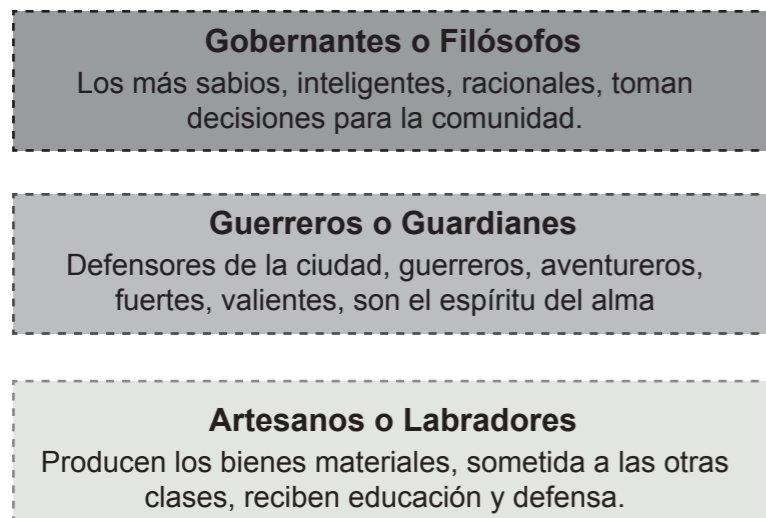 Gobernantes o Filósofos
Los más sabios, inteligentes, racionales, toman
decisiones para la comunidad.
Guerreros o Guardianes
Defensores de la ciudad, guerreros, aventureros,
fuertes, valientes, son el espíritu del alma
Artesanos o Labradores
Producen los bienes materiales, sometida a las otras
clases, reciben educación y defensa.